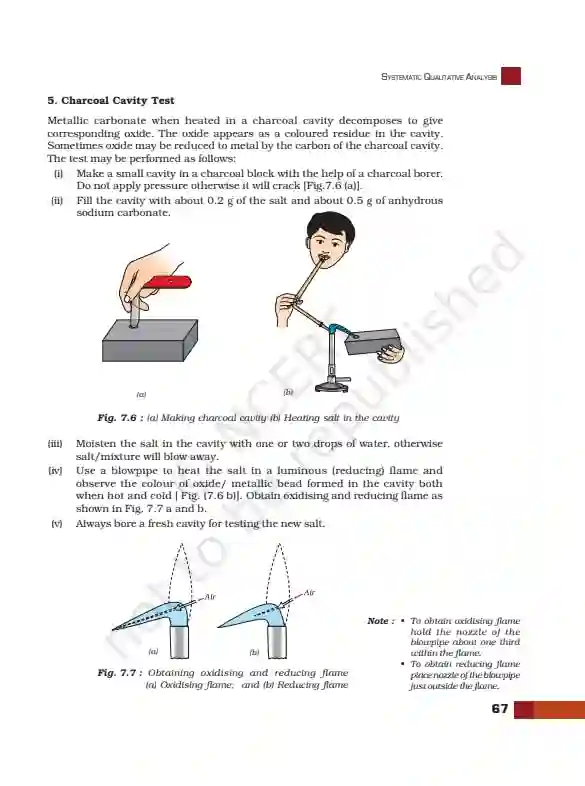 SYSTEMATIC QUALITATIVE ANALYSIS
5. Charcoal Cavity Test
Metallic carbonate when heated in a charcoal cavity decomposes to give
corresponding oxide. The oxide appears as a coloured residue in the cavity.
Sometimes oxide may be reduced to metal by the carbon of the charcoal cavity.
The test may be performed as follows:
(i) Make a small cavity in a charcoal block with the help of a charcoal borer.
Do not apply pressure otherwise it will crack [Fig.7.6 (a)].
(ii) Fill the cavity with about 0.2 g of the salt and about 0.5 g of anhydrous
sodium carbonate.
(a)
(b)
Fig. 7.6 : (a) Making charcoal cavity (b) Heating salt in the cavity
(iii) Moisten the salt in the cavity with one or two drops of water, otherwise
salt/mixture will blow away.
(iv) Use a blowpipe to heat the salt in a luminous (reducing) flame and
observe the colour of oxide/ metallic bead formed in the cavity both
when hot and cold [ Fig. (7.6 b)]. Obtain oxidising and reducing flame as
shown in Fig. 7.7 a and b.
(v) Always bore a fresh cavity for testing the new salt.
Air
Air
(a)
(b)
Fig. 7.7 : Obtaining oxidising and reducing flame
(a) Oxidising flame; and (b) Reducing flame
Note : • To obtain oxidising flame
hold the nozzle of the
blowpipe about one third
within the flame.
• To obtain reducing flame
place nozzle of the blowpipe
just outside the flame.
67
© NCERT
not to be republished